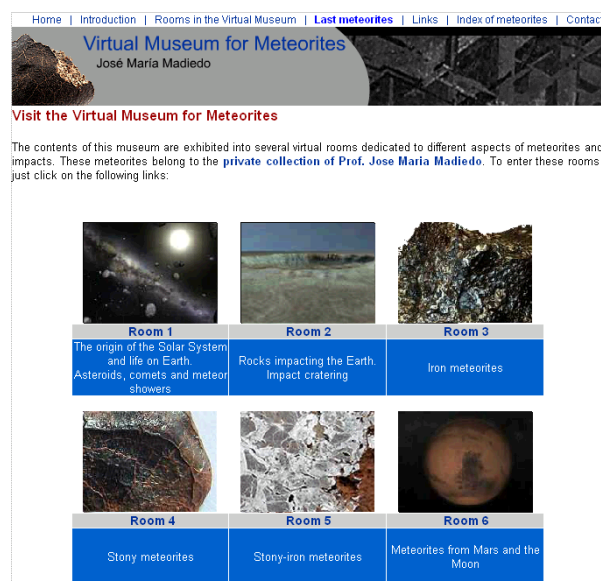 Home | Introduction | Rooms in the Virtual Museum | Last meteorites | Links | Index of meteorites | Contac
Virtual Museum for Meteorites
José María Madiedo
Visit the Virtual Museum for Meteorites
The contents of this museum are exhibited into several virtual rooms dedicated to different aspects of meteorites and
impacts. These meteorites belong to the private collection of Prof. Jose Maria Madiedo. To enter these rooms
just click on the following links:
Room 1
Room 2
Room 3
The origin of the Solar System
and life on Earth.
Asteroids, comets and meteor
showers
Rocks impacting the Earth.
Impact cratering
Iron meteorites
Room 4
Room 5
Room 6
Stony meteorites
Stony-iron meteorites
Meteorites from Mars and the
Moon